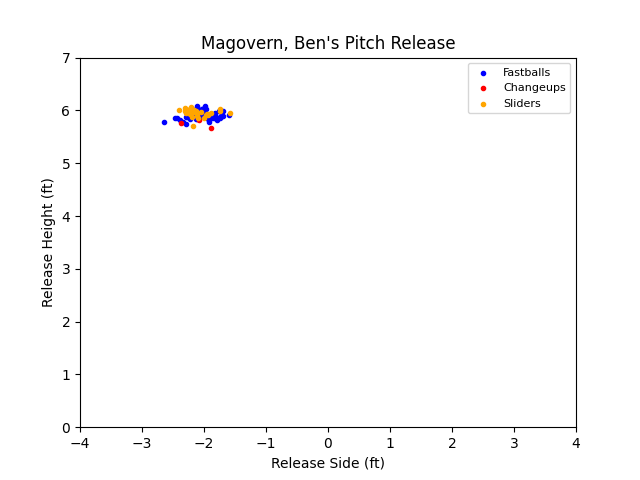 Magovern, Ben's Pitch Release
Fastballs
Changeups
Sliders
Release Height (ft)
7
6
5
4
3
2
1
0
−4
−3
−2
−1
0
1
2
3
4
Release Side (ft)